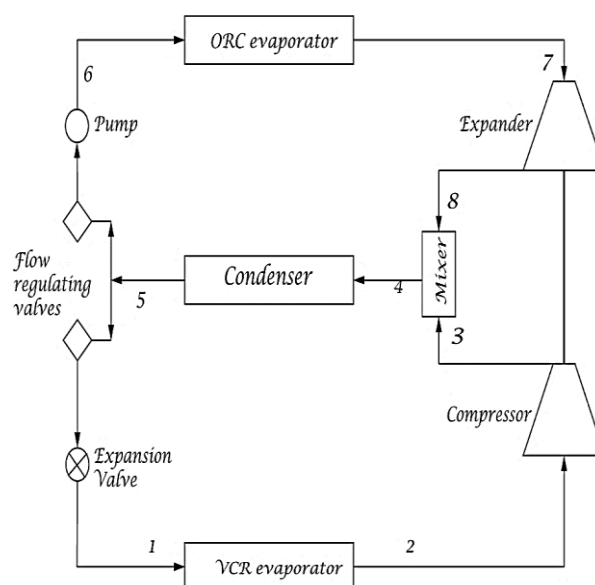 ORC evaporator
6
7
Pump
Expander
8
Flow
regulating
valves
Condenser
Mixer
5
4
3
Compressor
Expansion
Valve
1
2
VCR evaporator